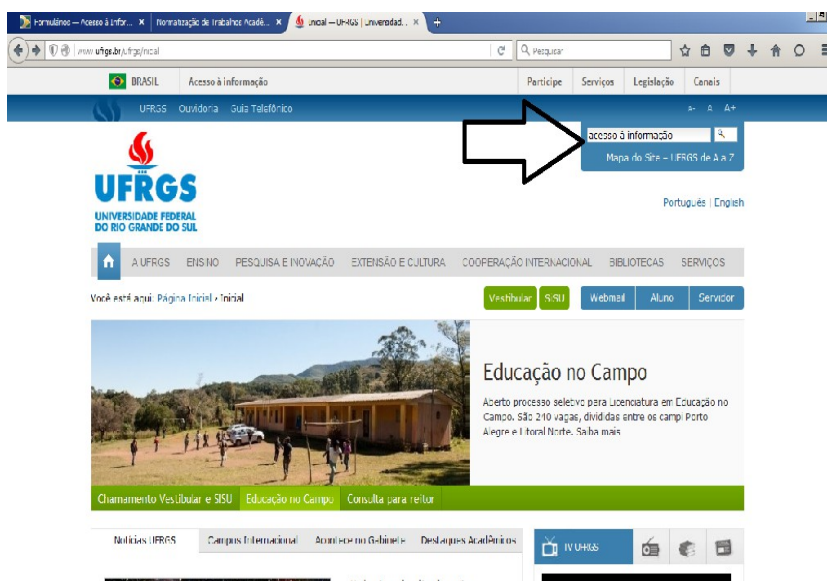 Formulários — Acesso à Infor... × Normatização de Trabalhos Acadê... × Inicial — UFRGS | Universidad... ×
www.ufrgs.br/ufrgs/inicial Pesquisar
BRASIL Acesso à informação Participe Serviços Legislação Canais
UFRGS Ouvidoria Guia Telefônico A- A A+
acesso à informação
Mapa do Site – UFRGS de A a Z
UFRGS
UNIVERSIDADE FEDERAL
DO RIO GRANDE DO SUL
Português | English
A UFRGS ENSINO PESQUISA E INOVAÇÃO EXTENSÃO E CULTURA COOPERAÇÃO INTERNACIONAL BIBLIOTECAS SERVIÇOS
Você está aqui: Página Inicial › Inicial
Vestibular SISU Webmail Aluno Servidor
Educação no Campo
Aberto processo seletivo para Licenciatura em Educação no
Campo. São 240 vagas, divididas entre os campi Porto
Alegre e Litoral Norte. Saiba mais
Chamamento Vestibular e SISU Educação no Campo Consulta para reitor
Notícias UFRGS Campus Internacional Acontece no Gabinete Destaques Acadêmicos
TV UFRGS